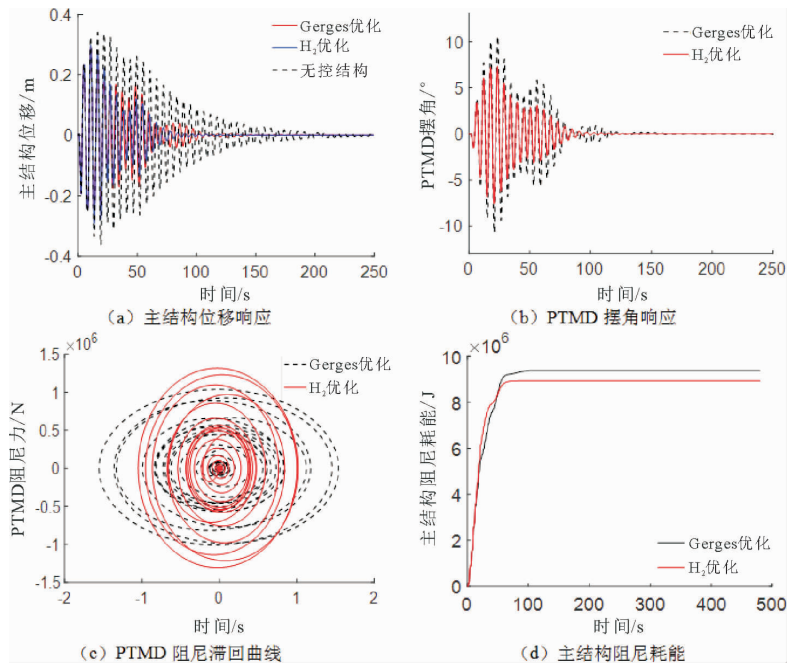 0.4
0.2
0
-0.2
-0.4
主结构位移/m
Gerges优化
H₂优化
无控结构
0 50 100 150 200 250
时间/s
(a) 主结构位移响应
10
5
0
-5
-10
PTMD摆角/°
Gerges优化
H₂优化
0 50 100 150 200 250
时间/s
(b) PTMD 摆角响应
×10⁶
1.5
1
0.5
0
-0.5
-1
-1.5
PTMD阻尼力/N
Gerges优化
H₂优化
-2 -1 0 1 2
时间/s
(c) PTMD 阻尼滞回曲线
×10⁶
10
8
6
4
2
0
主结构阻尼耗能/J
Gerges优化
H₂优化
0 100 200 300 400 500
时间/s
(d) 主结构阻尼耗能